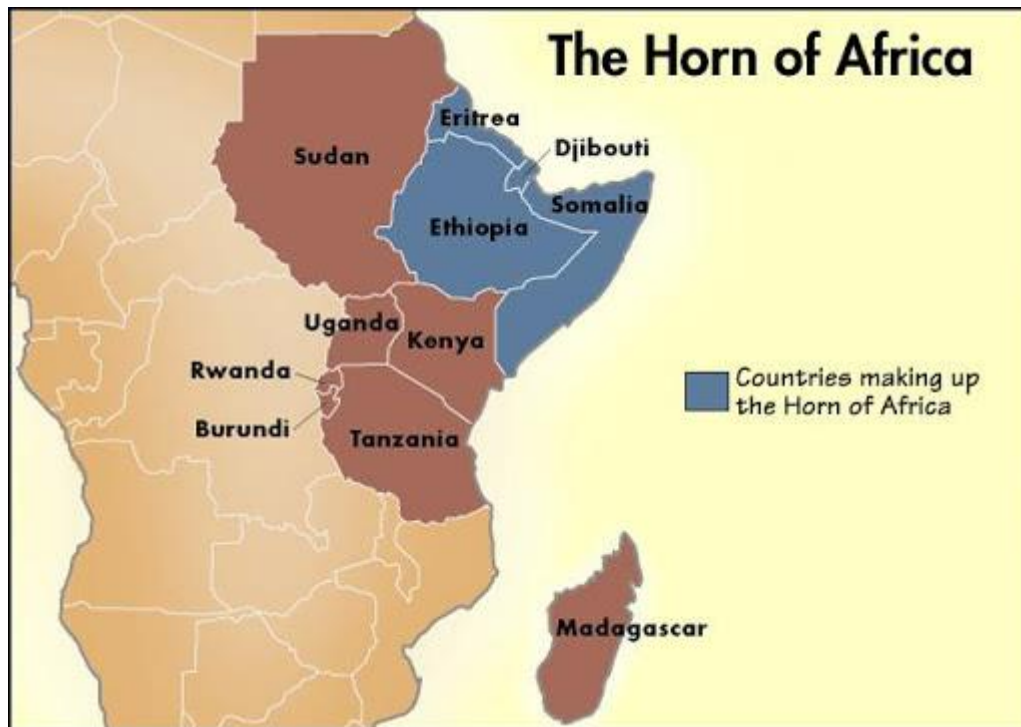 The Horn of Africa
Eritrea
Djibouti
Sudan
Somalia
Ethiopia
Uganda
Kenya
Rwanda
Countries making up
the Horn of Africa
Burundi
Tanzania
Madagascar